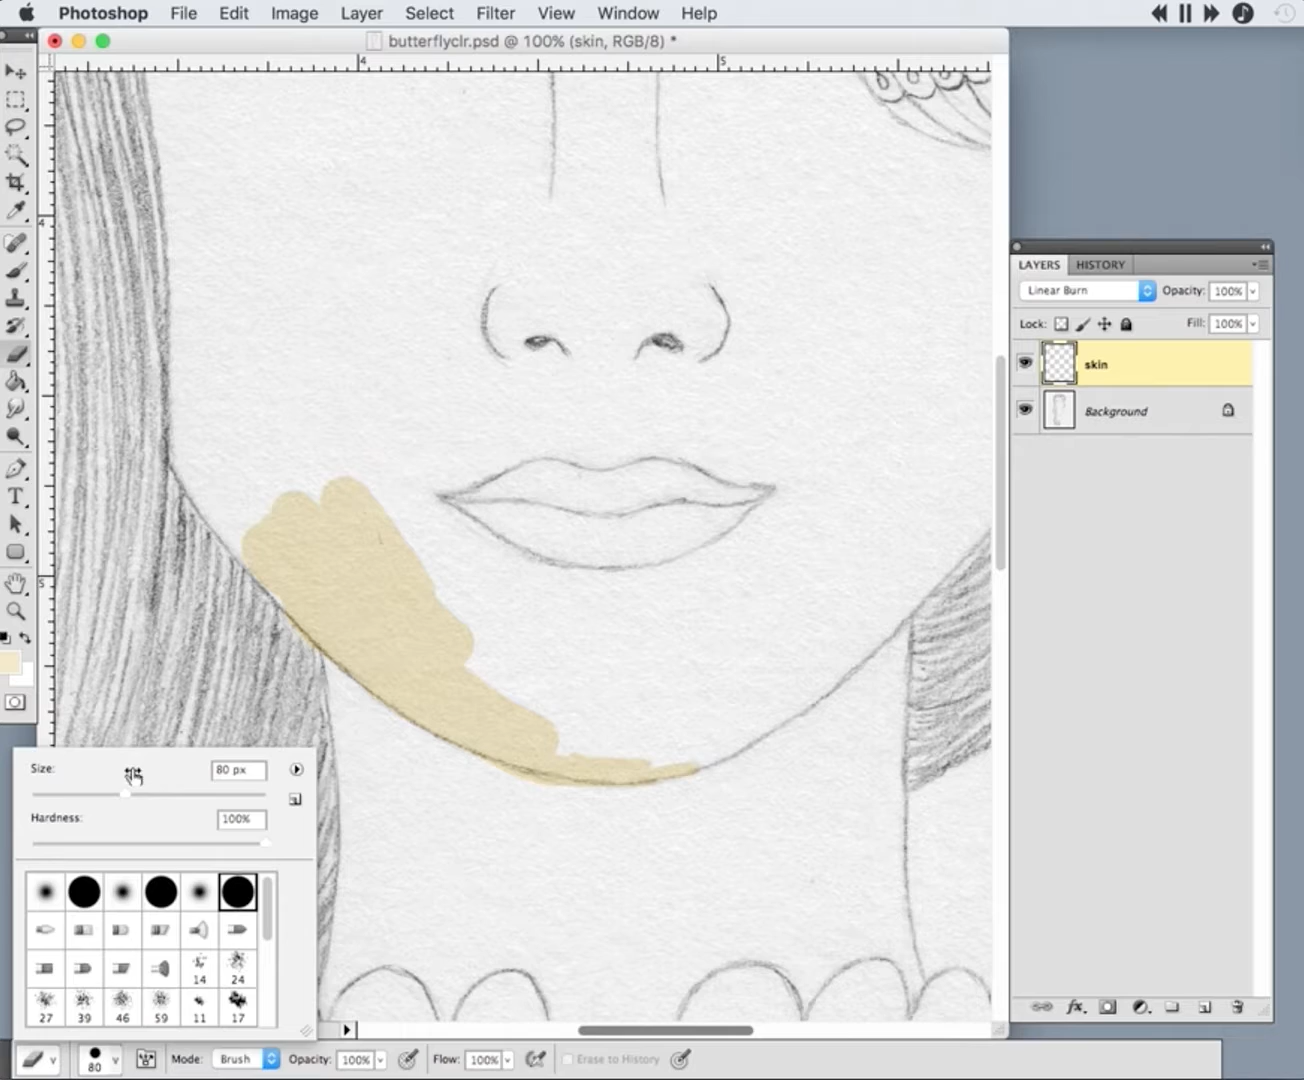 Photoshop File Edit Image Layer Select Filter View Window Help
butterflyclr.psd @ 100% (skin, RGB/8) *
4
5
4
5
LAYERS HISTORY
Linear Burn Opacity: 100%
Lock: Fill: 100%
skin
Background
T
Size: 80 px
Hardness: 100%
14 24
27 39 46 59 11 17
80 Mode: Brush Opacity: 100% Flow: 100% Erase to History